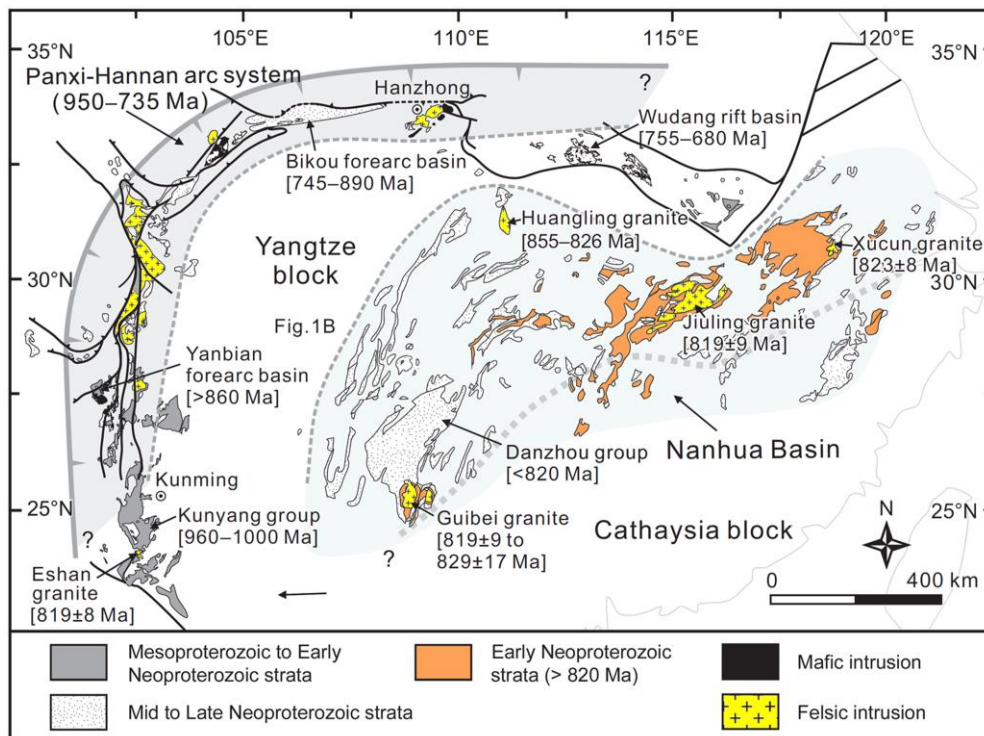 105°E
110°E
115°E
120°E
35°N
35°N
Panxi-Hannan arc system
(950–735 Ma)
Hanzhong
?
Wudang rift basin
[755–680 Ma]
Bikou forearc basin
[745–890 Ma]
Huangling granite
[855–826 Ma]
Xucun granite
[823±8 Ma]
Yangtze
block
30°N
30°N
Fig.1B
Jiuling granite
[819±9 Ma]
Yanbian
forearc basin
[>860 Ma]
Danzhou group
[<820 Ma]
Nanhua Basin
Kunming
25°N
25°N
Kunyang group
[960–1000 Ma]
Guibei granite
[819±9 to
829±17 Ma]
Cathaysia block
N
?
?
Eshan
granite
[819±8 Ma]
0 400 km
Mesoproterozoic to Early
Neoproterozoic strata
Early Neoproterozoic
strata (> 820 Ma)
Mafic intrusion
Mid to Late Neoproterozoic strata
Felsic intrusion